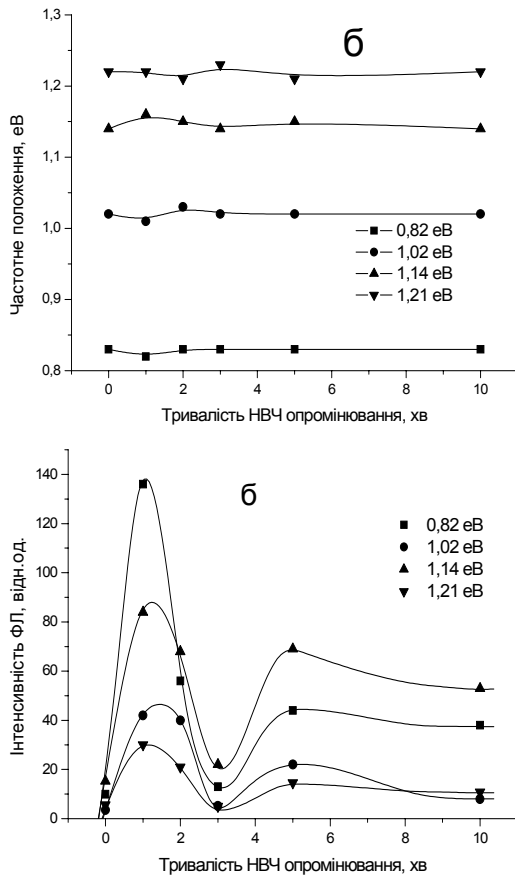 б
1,3
1,2
1,1
1,0
0,9
0,8
Частотне положення, еВ
0,82 еВ
1,02 еВ
1,14 еВ
1,21 еВ
0 2 4 6 8 10
Тривалість НВЧ опромінювання, хв
б
140
120
100
80
60
40
20
0
Інтенсивність ФЛ, відн.од.
0,82 еВ
1,02 еВ
1,14 еВ
1,21 еВ
0 2 4 6 8 10
Тривалість НВЧ опромінювання, хв